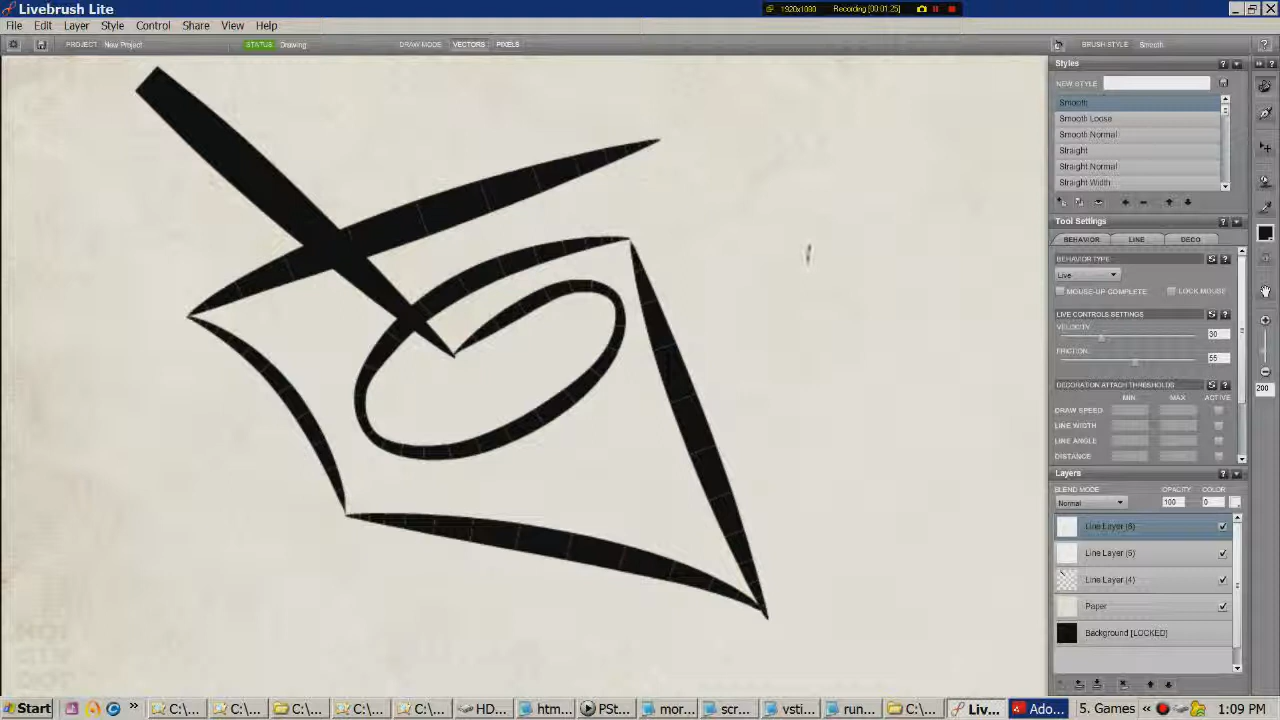 Livebrush Lite
1920x1080 Recording [00:01:25]
File Edit Layer Style Control Share View Help
PROJECT: New Project STATUS: Drawing DRAW MODE VECTORS PIXELS BRUSH STYLE: Smooth
Styles
NEW STYLE
Smooth
Smooth Loose
Smooth Normal
Straight
Straight Normal
Straight Width
Tool Settings
BEHAVIOR LINE DECO
BEHAVIOR TYPE
Live
MOUSE-UP COMPLETE LOCK MOUSE
LIVE CONTROLS SETTINGS
VELOCITY
30
FRICTION
55
DECORATION ATTACH THRESHOLDS
MIN MAX ACTIVE
DRAW SPEED
LINE WIDTH
LINE ANGLE
DISTANCE
200
Layers
BLEND MODE OPACITY COLOR
Normal 100 0
Line Layer (6)
Line Layer (5)
Line Layer (4)
Paper
Background [LOCKED]
Start » C:\... C:\... C:\... C:\... C:\... HD... htm... PSt... mor... scr... vsti... run... C:\... Liv... Ado... 5. Games « 1:09 PM